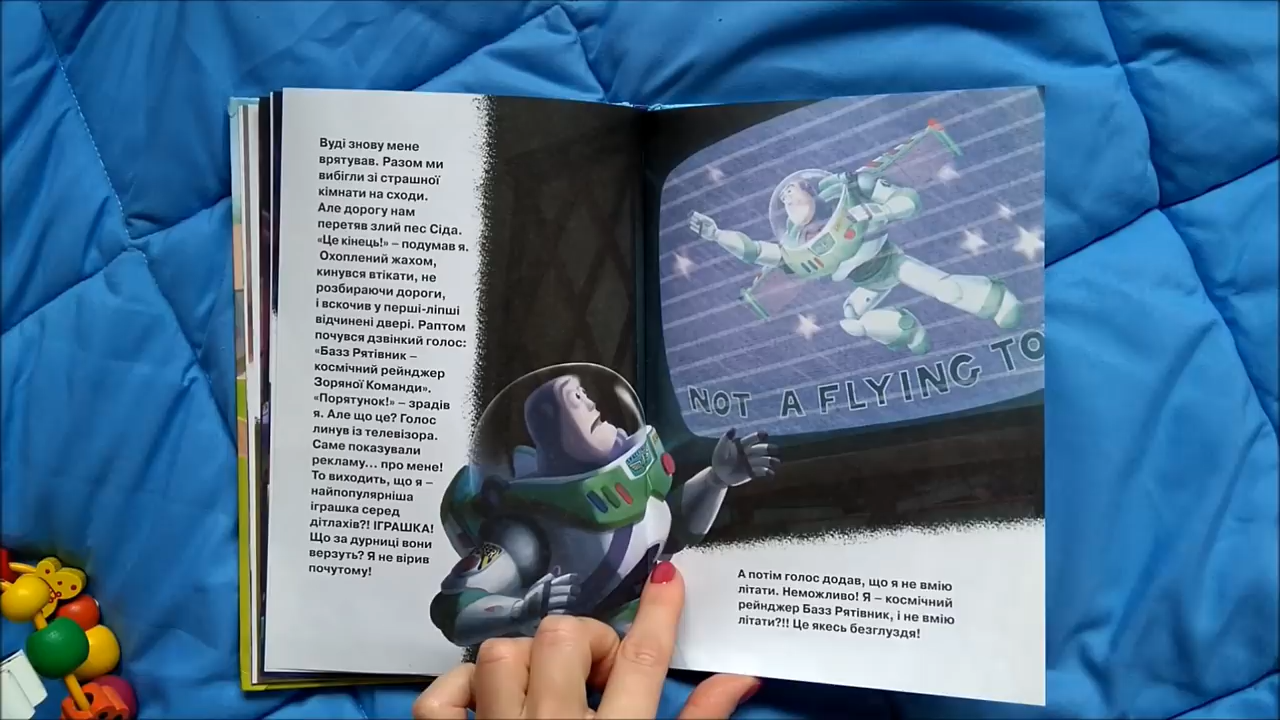 Вуді знову мене
врятував. Разом ми
вибігли зі страшної
кімнати на сходи.
Але дорогу нам
перетяв злий пес Сіда.
«Це кінець!» – подумав я.
Охоплений жахом,
кинувся втікати, не
розбираючи дороги,
і вскочив у перші-ліпші
відчинені двері. Раптом
почувся дзвінкий голос:
«Базз Рятівник –
космічний рейнджер
Зоряної Команди».
«Порятунок!» – зрадів
я. Але що це? Голос
линув із телевізора.
Саме показували
рекламу... про мене!
То виходить, що я –
найпопулярніша
іграшка серед
дітлахів?! ІГРАШКА!
Що за дурниці вони
верзуть? Я не вірив
почутому!
NOT A FLYING TO
А потім голос додав, що я не вмію
літати. Неможливо! Я – космічний
рейнджер Базз Рятівник, і не вмію
літати?!! Це якесь безглуздя!